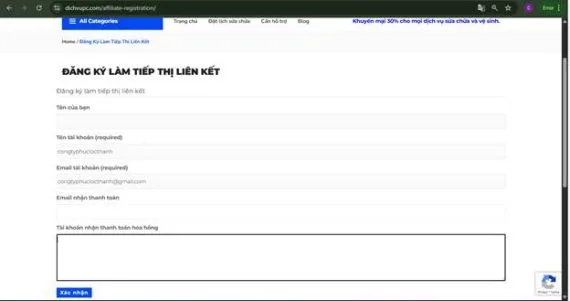 dichvupc.com/affiliate-registration/
Error
All Categories
Trang chủ
Đặt lịch sửa chữa
Cần hỗ trợ
Blog
Khuyến mại 30% cho mọi dịch vụ sửa chữa và vệ sinh.
Home / Đăng Ký Làm Tiếp Thị Liên Kết
ĐĂNG KÝ LÀM TIẾP THỊ LIÊN KẾT
Đăng ký làm tiếp thị liên kết
Tên của bạn
Tên tài khoản (required)
congtyphuclocthanh
Email tài khoản (required)
congtyphuclocthanh@gmail.com
Email nhận thanh toán
Tài khoản nhận thanh toán hoa hồng
Xác nhận